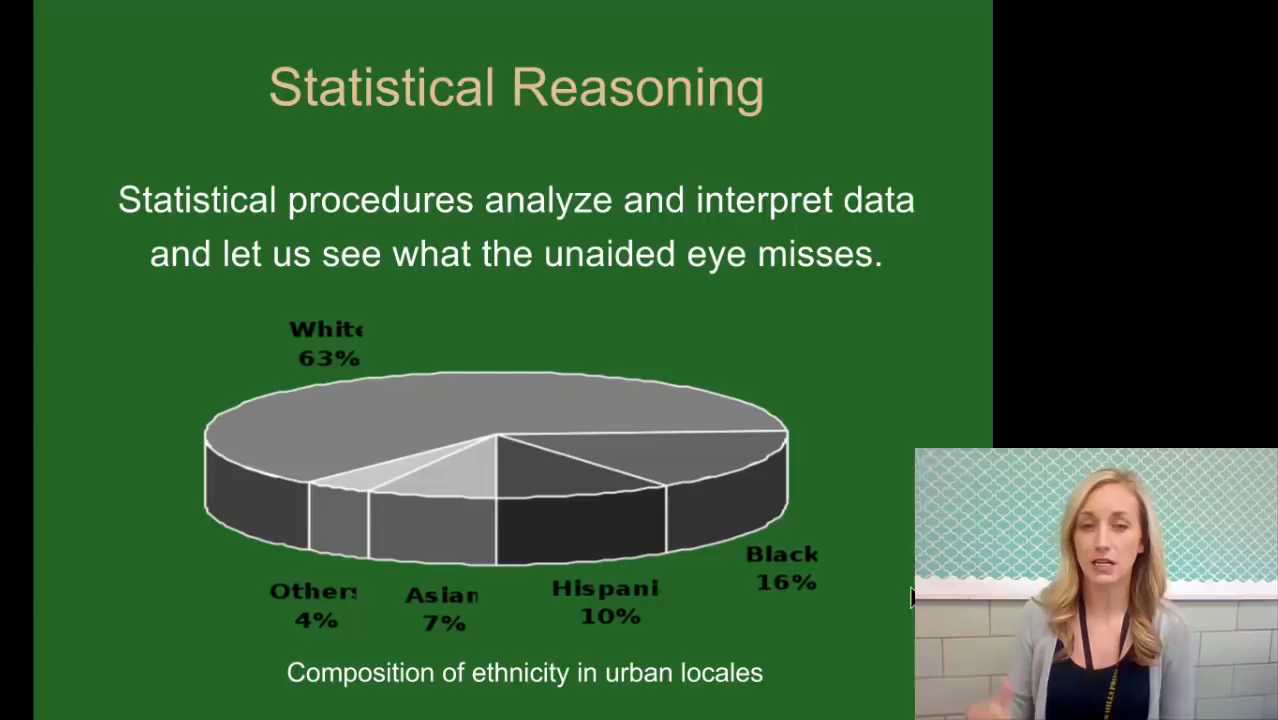 Statistical Reasoning
Statistical procedures analyze and interpret data
and let us see what the unaided eye misses.
White
63%
Black
16%
Others
4%
Asian
7%
Hispani
10%
Composition of ethnicity in urban locales